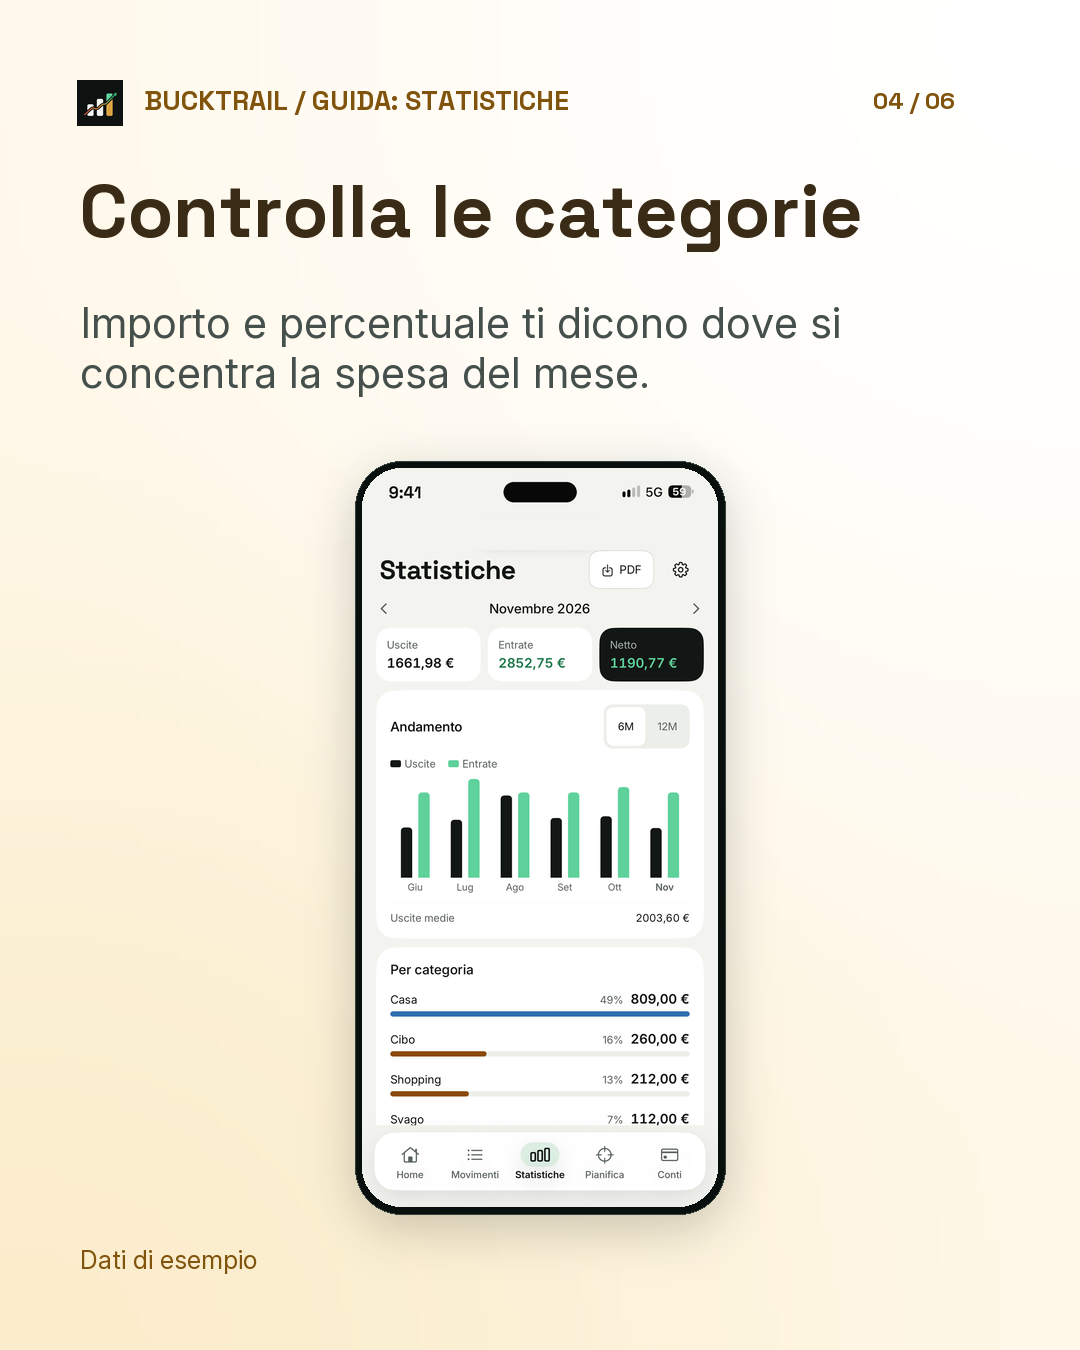 BUCKTRAIL / GUIDA: STATISTICHE
04 / 06
Controlla le categorie
Importo e percentuale ti dicono dove si
concentra la spesa del mese.
9:41
5G 59
Statistiche
PDF
Novembre 2026
Uscite
1661,98 €
Entrate
2852,75 €
Netto
1190,77 €
Andamento
6M 12M
Uscite Entrate
Giu Lug Ago Set Ott Nov
Uscite medie 2003,60 €
Per categoria
Casa 49% 809,00 €
Cibo 16% 260,00 €
Shopping 13% 212,00 €
Svago 7% 112,00 €
Home Movimenti Statistiche Pianifica Conti
Dati di esempio